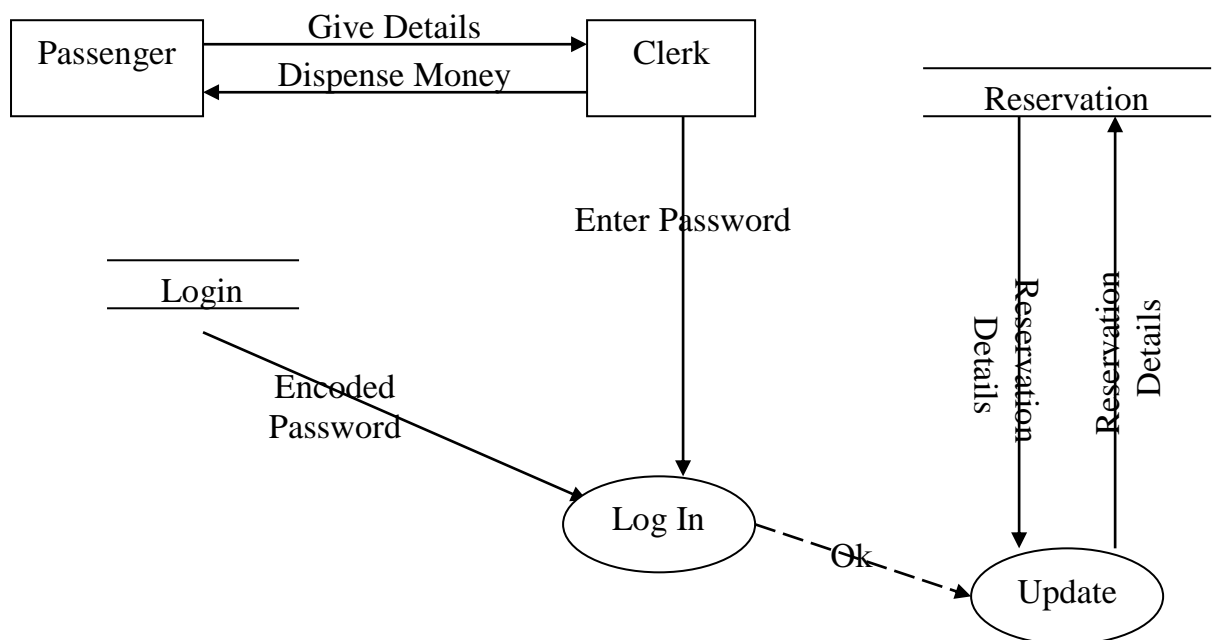 Give Details
Passenger
Clerk
Dispense Money
Reservation
Enter Password
Login
Reservation
Details
Reservation
Details
Encoded
Password
Log In
Ok
Update